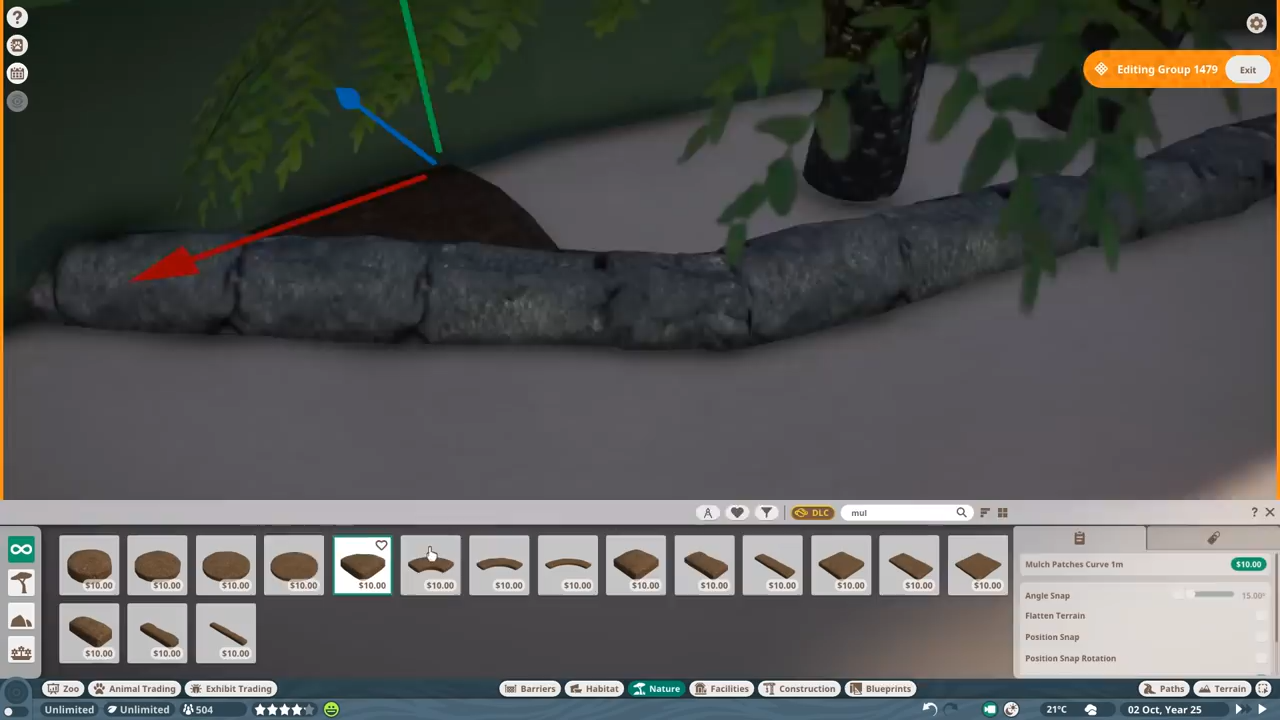 ?
Editing Group 1479 Exit
DLC mul ? ✕
$10.00 $10.00 $10.00 $10.00 $10.00 $10.00 $10.00 $10.00 $10.00 $10.00 $10.00 $10.00 $10.00 $10.00
$10.00 $10.00 $10.00
Mulch Patches Curve 1m $10.00
Angle Snap 15.00°
Flatten Terrain
Position Snap
Position Snap Rotation
Zoo Animal Trading Exhibit Trading Barriers Habitat Nature Facilities Construction Blueprints Paths Terrain
Unlimited Unlimited 504 21°C 02 Oct, Year 25